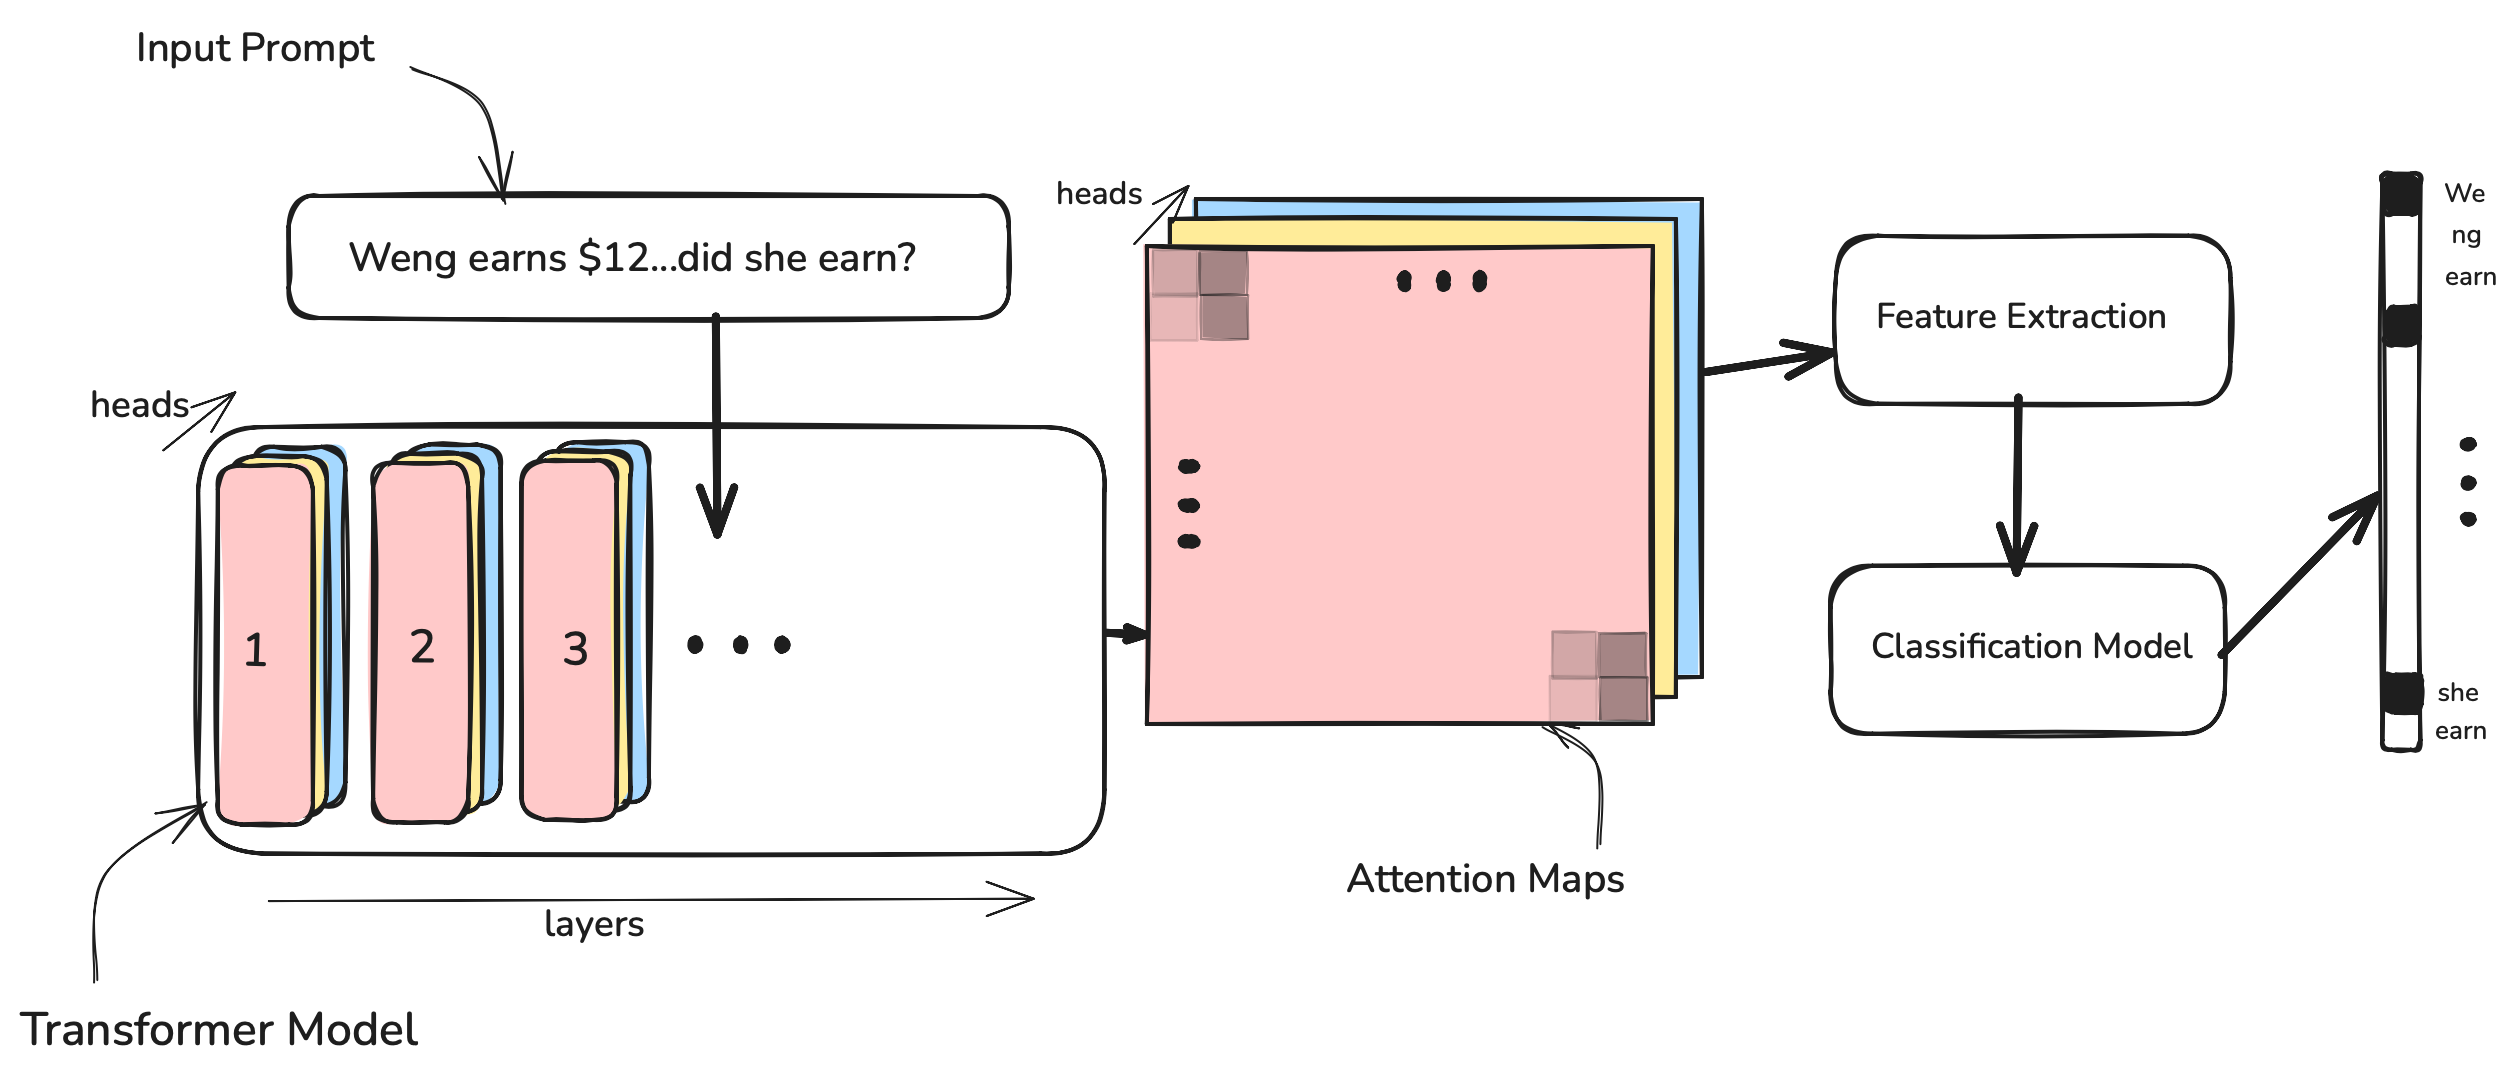 Input Prompt
Weng earns $12...did she earn?
heads
1
2
3
layers
Transformer Model
heads
Attention Maps
Feature Extraction
Classification Model
We
ng
earn
she
earn